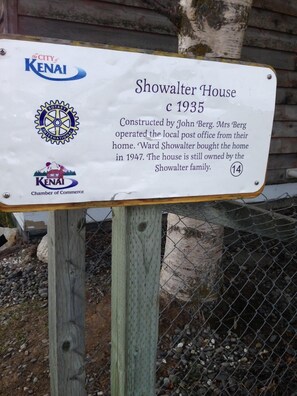 CITY of
KENAI
Showalter House
c 1935
Constructed by John Berg. Mrs Berg
operated the local post office from their
home. Ward Showalter bought the home
in 1947. The house is still owned by the
Showalter family.
14
KENAI
Chamber of Commerce